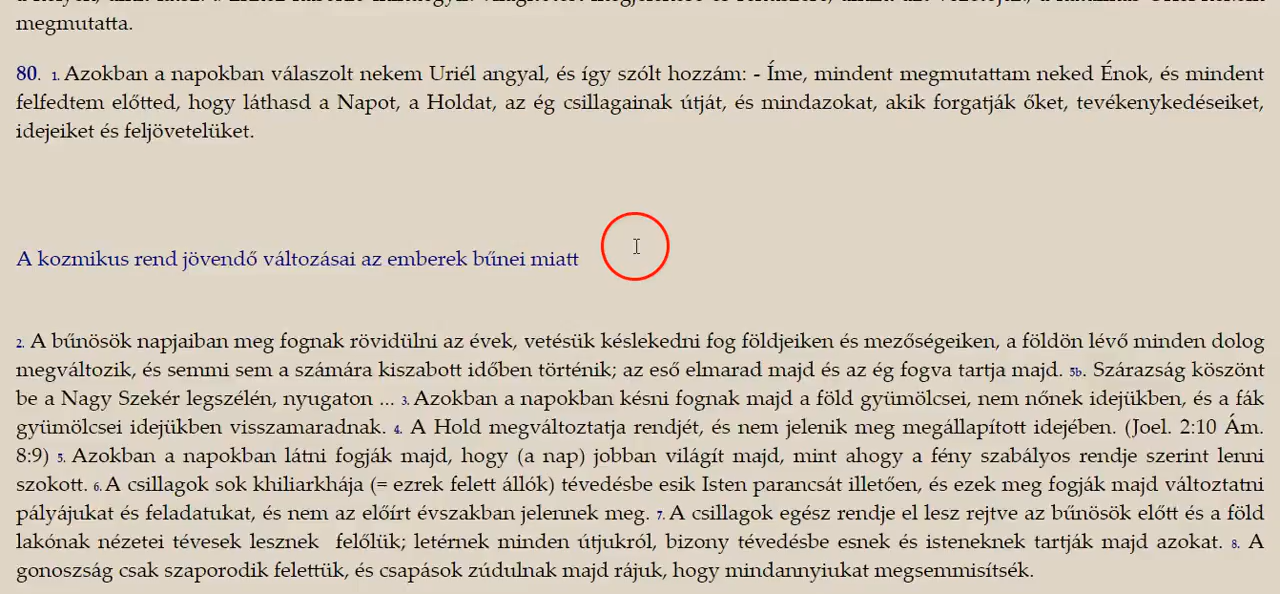 megmutatta.
80. 1. Azokban a napokban válaszolt nekem Uriél angyal, és így szólt hozzám: - Íme, mindent megmutattam neked Énok, és mindent
felfedtem előtted, hogy láthasd a Napot, a Holdat, az ég csillagainak útját, és mindazokat, akik forgatják őket, tevékenykedéseiket,
idejeiket és feljövetelüket.
A kozmikus rend jövendő változásai az emberek bűnei miatt
2. A bűnösök napjaiban meg fognak rövidülni az évek, vetésük késlekedni fog földjeiken és mezőségeiken, a földön lévő minden dolog
megváltozik, és semmi sem a számára kiszabott időben történik; az eső elmarad majd és az ég fogva tartja majd. 5b. Szárazság köszönt
be a Nagy Szekér legszélén, nyugaton ... 3. Azokban a napokban késni fognak majd a föld gyümölcsei, nem nőnek idejükben, és a fák
gyümölcsei idejükben visszamaradnak. 4. A Hold megváltoztatja rendjét, és nem jelenik meg megállapított idejében. (Joel. 2:10 Ám.
8:9) 5. Azokban a napokban látni fogják majd, hogy (a nap) jobban világít majd, mint ahogy a fény szabályos rendje szerint lenni
szokott. 6. A csillagok sok khiliarkhája (= ezrek felett állók) tévedésbe esik Isten parancsát illetően, és ezek meg fogják majd változtatni
pályájukat és feladatukat, és nem az előírt évszakban jelennek meg. 7. A csillagok egész rendje el lesz rejtve az bűnösök előtt és a föld
lakónak nézetei tévesek lesznek felőlük; letérnek minden útjukról, bizony tévedésbe esnek és isteneknek tartják majd azokat. 8. A
gonoszság csak szaporodik felettük, és csapások zúdulnak majd rájuk, hogy mindannyiukat megsemmisítsék.